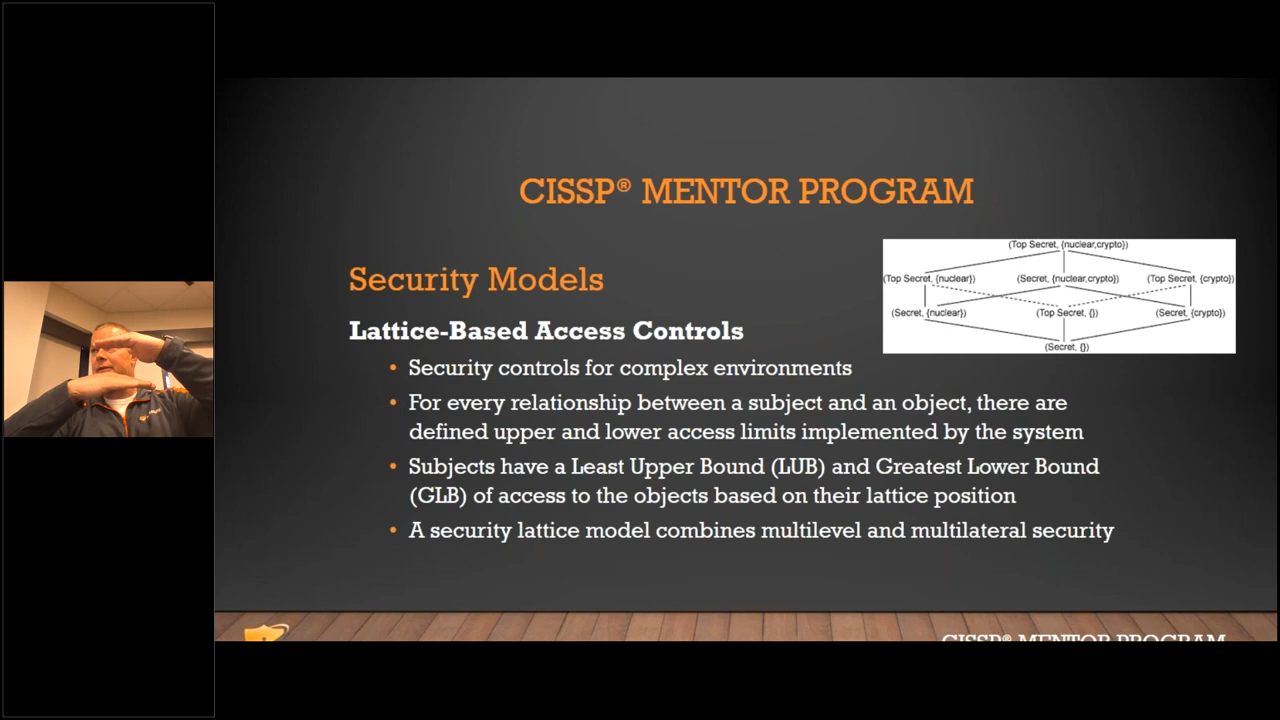 CISSP® MENTOR PROGRAM
Security Models
(Top Secret, {nuclear,crypto})
(Top Secret, {nuclear})
(Secret, {nuclear,crypto})
(Top Secret, {crypto})
(Secret, {nuclear})
(Top Secret, {})
(Secret, {crypto})
(Secret, {})
Lattice-Based Access Controls
• Security controls for complex environments
• For every relationship between a subject and an object, there are
defined upper and lower access limits implemented by the system
• Subjects have a Least Upper Bound (LUB) and Greatest Lower Bound
(GLB) of access to the objects based on their lattice position
• A security lattice model combines multilevel and multilateral security
CISSP® MENTOR PROGRAM